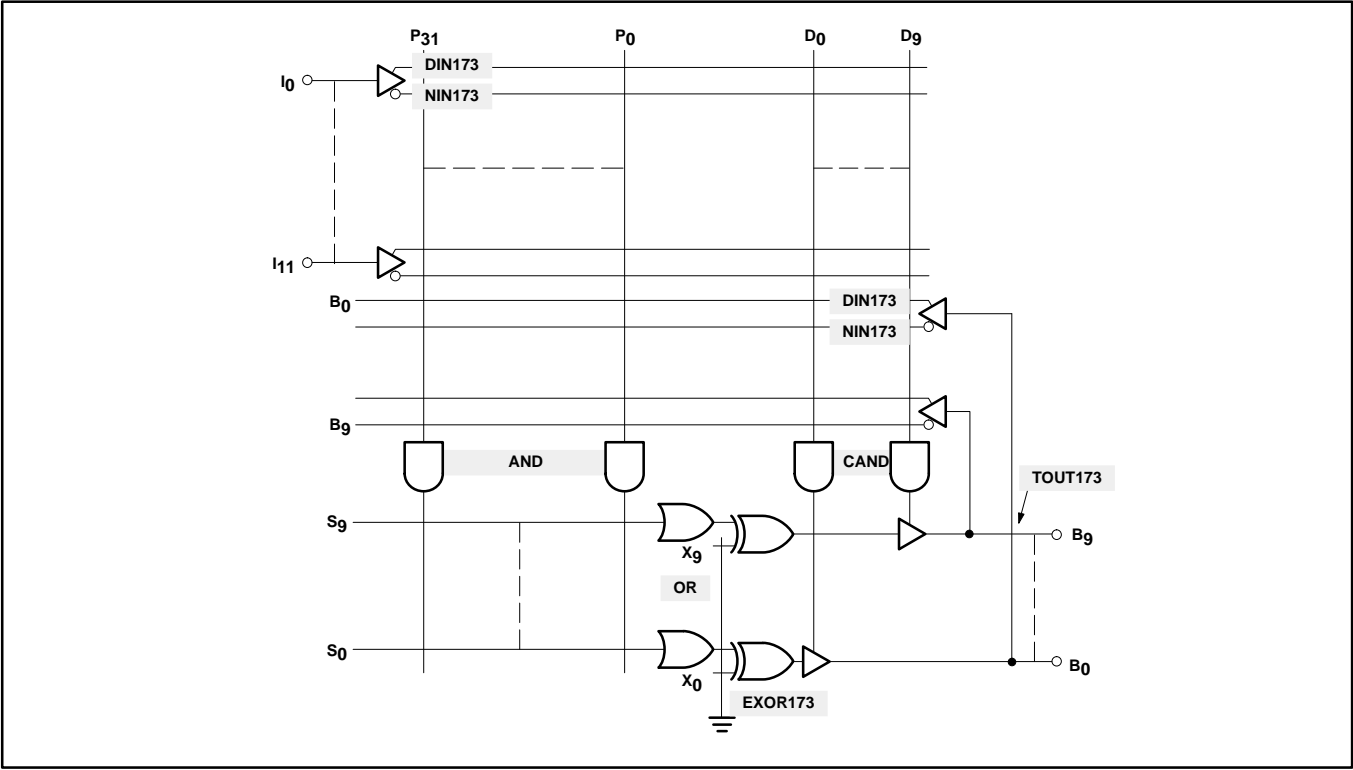 P31 P0 D0 D9
DIN173
I0
NIN173
I11
B0 DIN173
NIN173
B9
AND CAND
TOUT173
S9
X9 B9
OR
S0
X0 B0
EXOR173